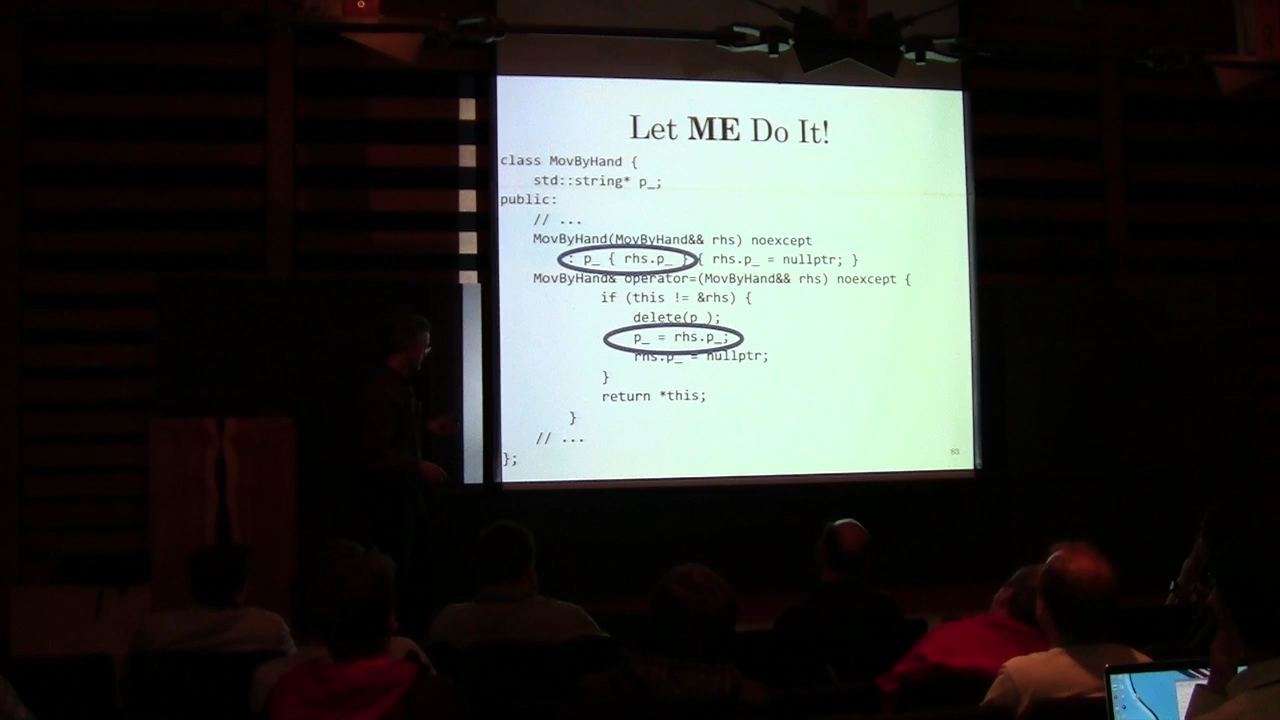 Let ME Do It!
class MovByHand {
std::string* p_;
public:
// ...
MovByHand(MovByHand&& rhs) noexcept
: p_ { rhs.p_ } { rhs.p_ = nullptr; }
MovByHand& operator=(MovByHand&& rhs) noexcept {
if (this != &rhs) {
delete(p_);
p_ = rhs.p_;
rhs.p_ = nullptr;
}
return *this;
}
// ...
};
83